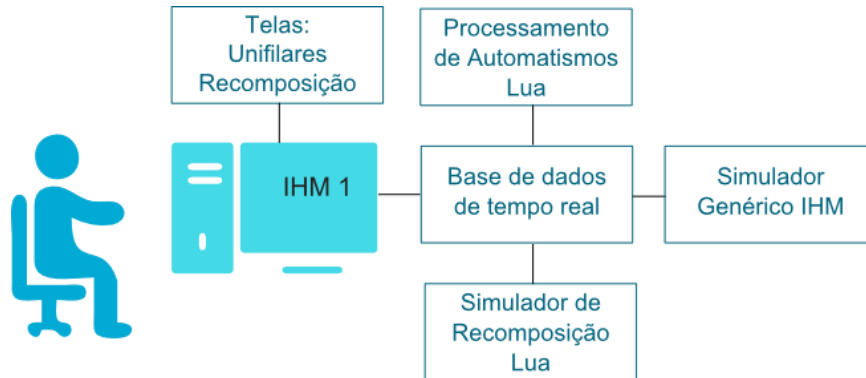 Telas:
Unifilares
Recomposição
Processamento
de Automatismos
Lua
IHM 1
Base de dados
de tempo real
Simulador
Genérico IHM
Simulador de
Recomposição
Lua